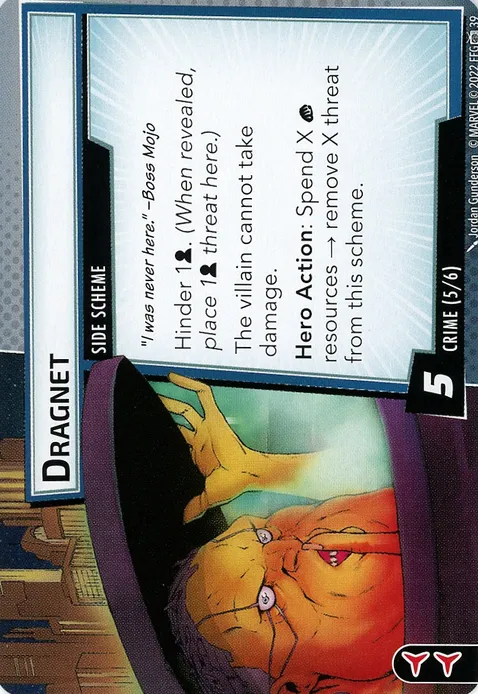 DRAGNET
SIDE SCHEME
"I was never here." –Boss Mojo
Hinder 1. (When revealed,
place 1 threat here.)
The villain cannot take
damage.
Hero Action: Spend X
resources → remove X threat
from this scheme.
5
CRIME (5/6)
Jordan Gunderson © MARVEL © 2022 FFG 39